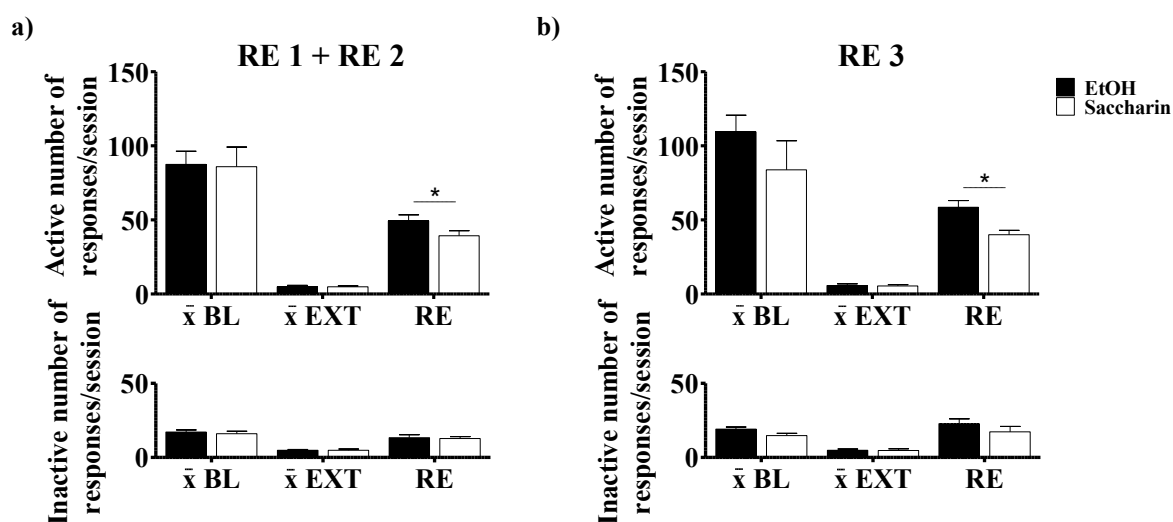 a)
RE 1 + RE 2
Active number of
responses/session
150
100
50
0
x̄ BL
x̄ EXT
RE
*
Inactive number of
responses/session
50
0
x̄ BL
x̄ EXT
RE
b)
RE 3
EtOH
Saccharin
Active number of
responses/session
150
100
50
0
x̄ BL
x̄ EXT
RE
*
Inactive number of
responses/session
50
0
x̄ BL
x̄ EXT
RE